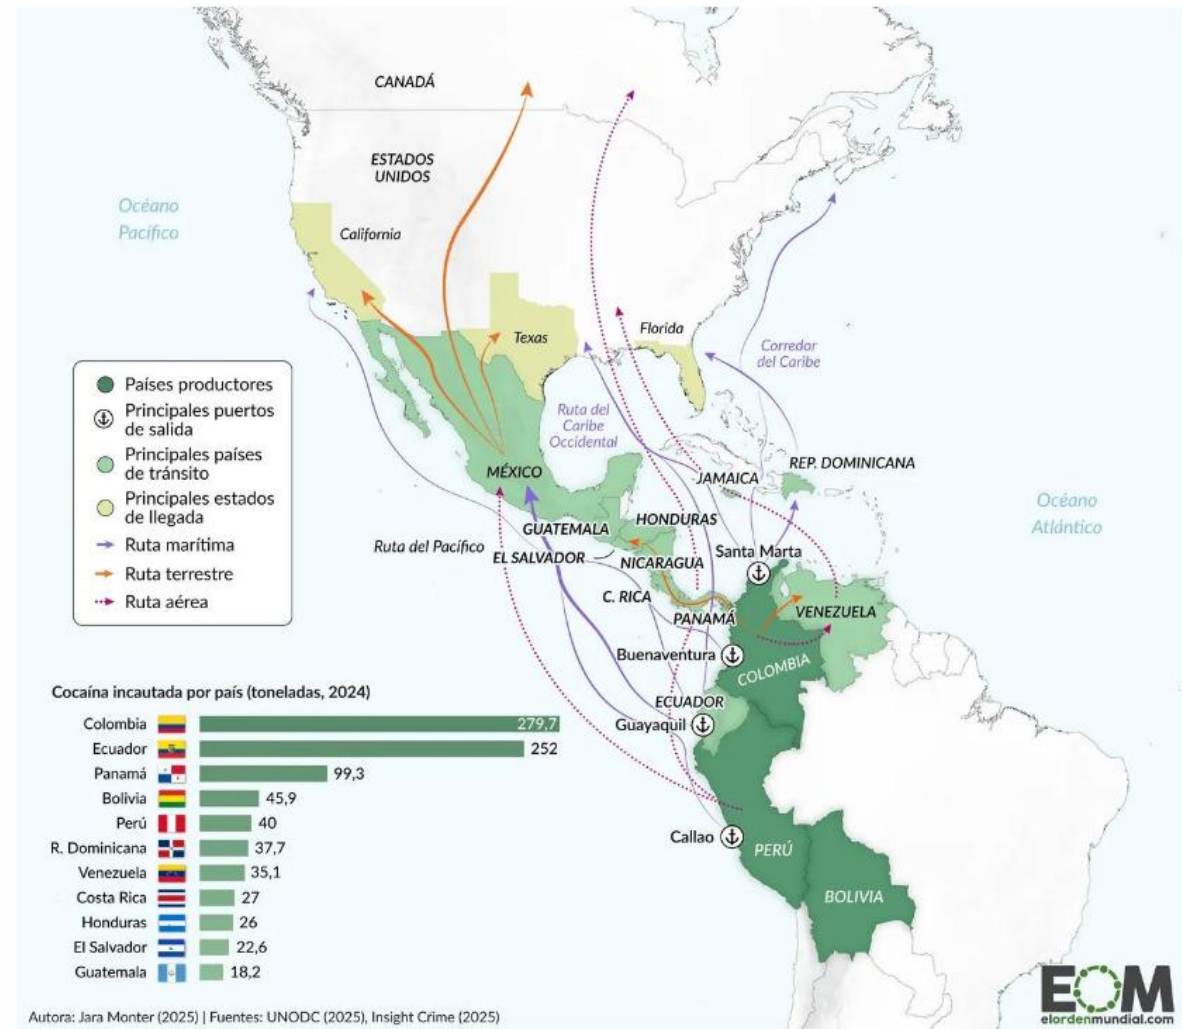 CANADÁ
ESTADOS
UNIDOS
Océano
Pacífico
California
Texas
Florida
Corredor
del Caribe
Ruta del
Caribe
Occidental
Países productores
Principales puertos
de salida
Principales países
de tránsito
Principales estados
de llegada
Ruta marítima
Ruta terrestre
Ruta aérea
MÉXICO
JAMAICA
REP. DOMINICANA
Océano
Atlántico
GUATEMALA
HONDURAS
Ruta del Pacífico
EL SALVADOR
NICARAGUA
Santa Marta
C. RICA
PANAMÁ
VENEZUELA
Buenaventura
COLOMBIA
ECUADOR
Guayaquil
Callao
PERÚ
BOLIVIA
Cocaína incautada por país (toneladas, 2024)
Colombia 279,7
Ecuador 252
Panamá 99,3
Bolivia 45,9
Perú 40
R. Dominicana 37,7
Venezuela 35,1
Costa Rica 27
Honduras 26
El Salvador 22,6
Guatemala 18,2
Autora: Jara Monter (2025) | Fuentes: UNODC (2025), Insight Crime (2025)
EOM
elordenmundial.com